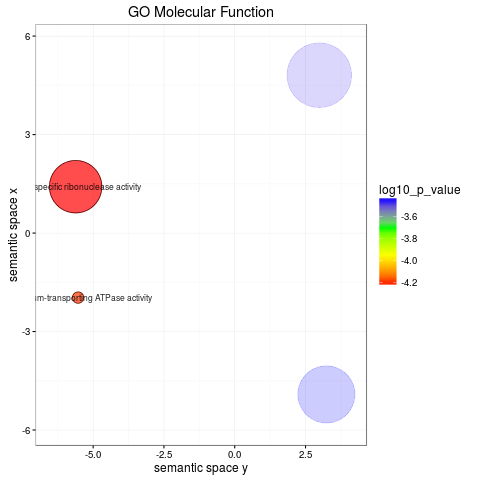 GO Molecular Function
6
3
0
-3
-6
semantic space x
specific ribonuclease activity
m-transporting ATPase activity
-5.0
-2.5
0.0
2.5
semantic space y
log10_p_value
-3.6
-3.8
-4.0
-4.2